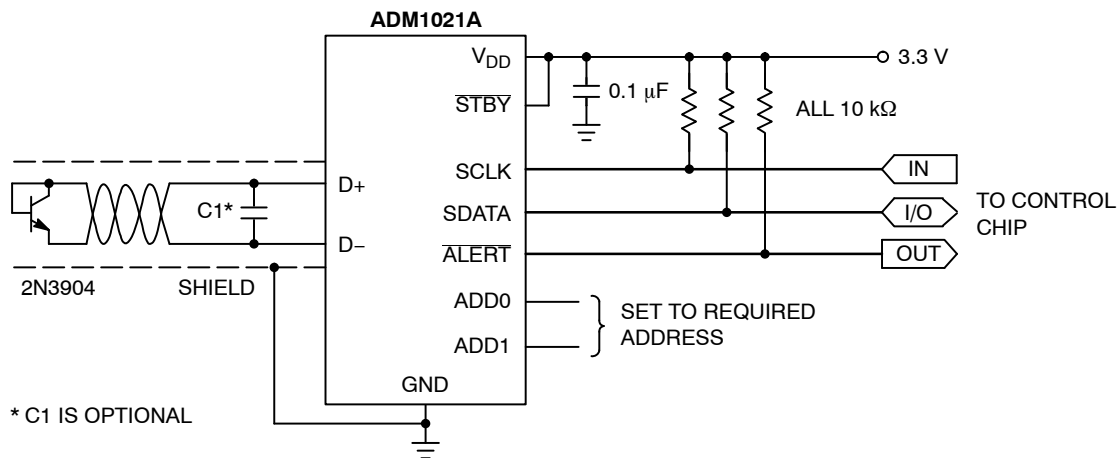 ADM1021A
VDD
3.3 V
0.1 μF
STBY
ALL 10 kΩ
D+
SCLK
IN
C1*
SDATA
I/O
TO CONTROL
CHIP
D−
ALERT
OUT
2N3904
SHIELD
ADD0
SET TO REQUIRED
ADDRESS
ADD1
GND
* C1 IS OPTIONAL